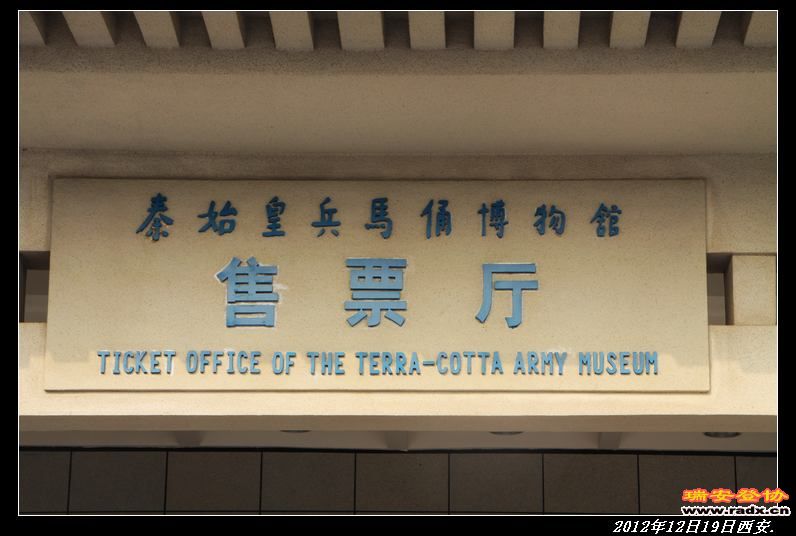 秦始皇兵馬俑博物館
售票厅
TICKET OFFICE OF THE TERRA-COTTA ARMY MUSEUM
瑞安登协
www.radx.cn
2012年12月19日西安.